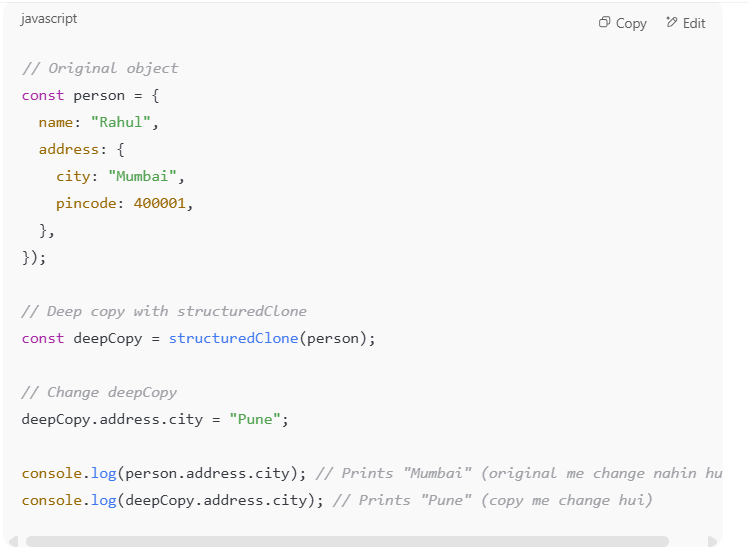 javascript
Copy Edit
// Original object
const person = {
  name: "Rahul",
  address: {
    city: "Mumbai",
    pincode: 400001,
  },
});
// Deep copy with structuredClone
const deepCopy = structuredClone(person);
// Change deepCopy
deepCopy.address.city = "Pune";
console.log(person.address.city); // Prints "Mumbai" (original me change nahin hu
console.log(deepCopy.address.city); // Prints "Pune" (copy me change hui)